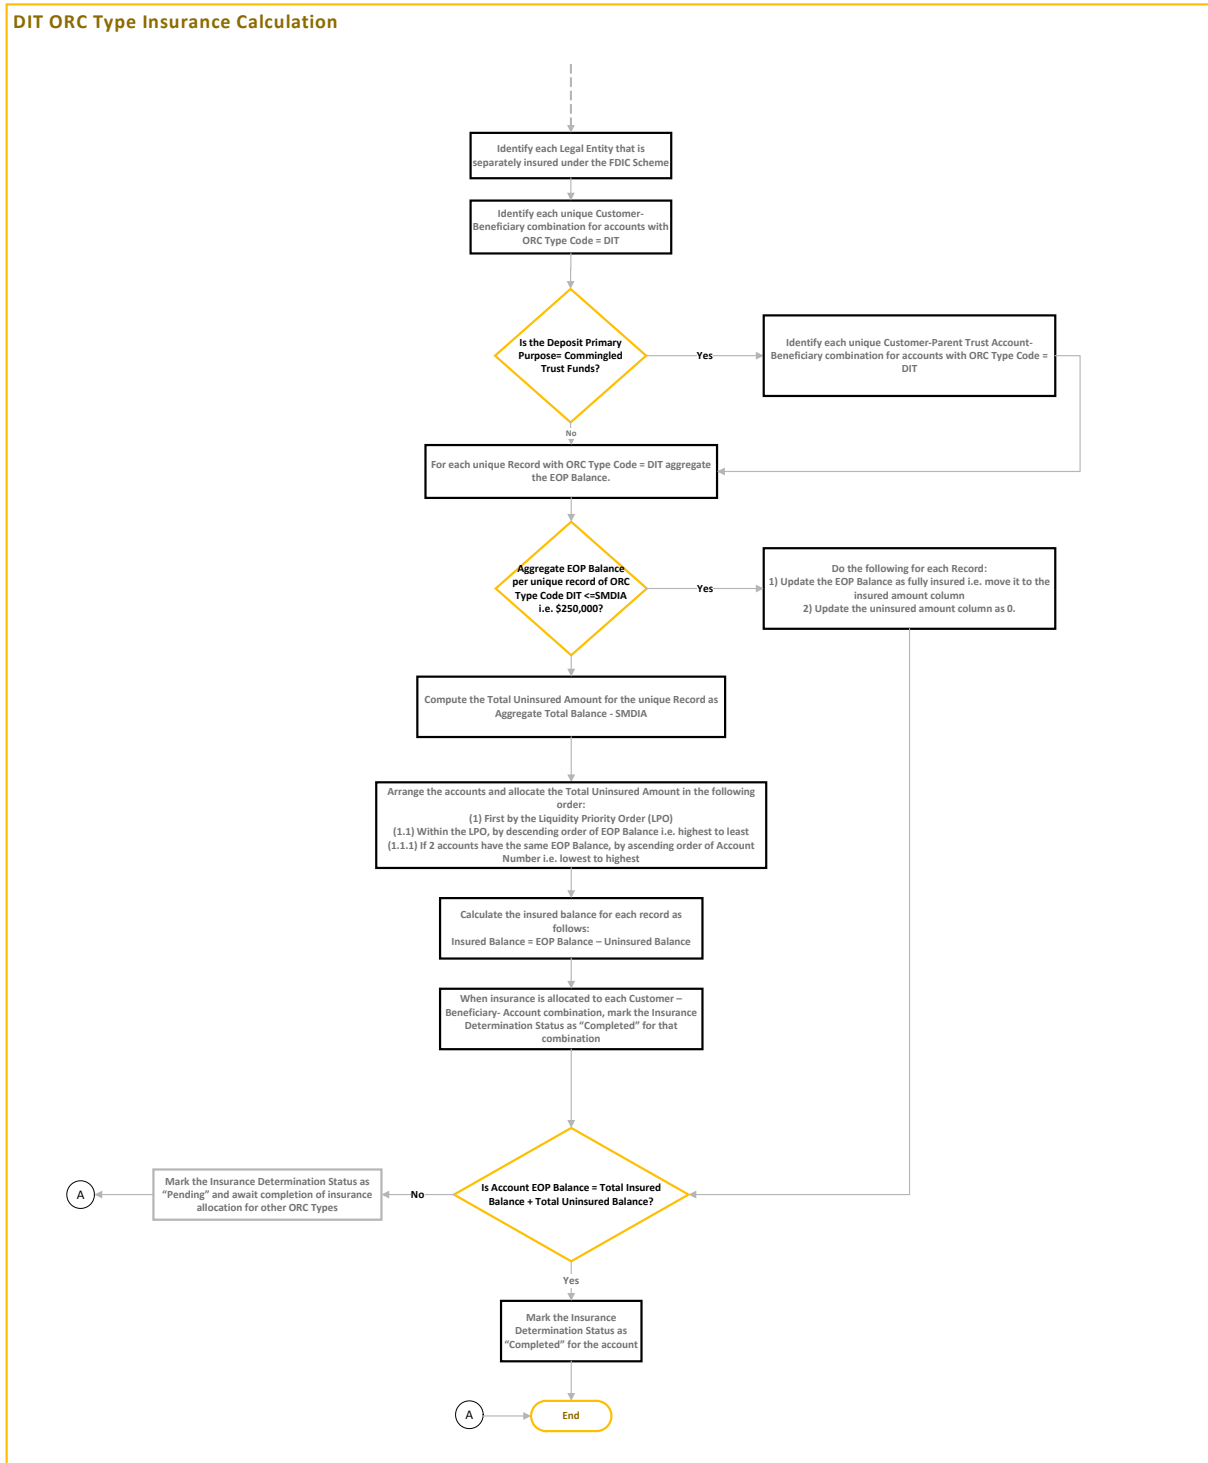 DIT ORC Type Insurance Calculation
Identify each Legal Entity that is
separately insured under the FDIC Scheme
Identify each unique Customer-
Beneficiary combination for accounts with
ORC Type Code = DIT
Is the Deposit Primary
Purpose= Commingled
Trust Funds?
Yes
Identify each unique Customer-Parent Trust Account-
Beneficiary combination for accounts with ORC Type Code =
DIT
No
For each unique Record with ORC Type Code = DIT aggregate
the EOP Balance.
Aggregate EOP Balance
per unique record of ORC
Type Code DIT <=SMDIA
i.e. $250,000?
Yes
Do the following for each Record:
1) Update the EOP Balance as fully insured i.e. move it to the
insured amount column
2) Update the uninsured amount column as 0.
Compute the Total Uninsured Amount for the unique Record as
Aggregate Total Balance - SMDIA
Arrange the accounts and allocate the Total Uninsured Amount in the following
order:
(1) First by the Liquidity Priority Order (LPO)
(1.1) Within the LPO, by descending order of EOP Balance i.e. highest to least
(1.1.1) If 2 accounts have the same EOP Balance, by ascending order of Account
Number i.e. lowest to highest
Calculate the insured balance for each record as
follows:
Insured Balance = EOP Balance – Uninsured Balance
When insurance is allocated to each Customer –
Beneficiary- Account combination, mark the Insurance
Determination Status as “Completed” for that
combination
Is Account EOP Balance = Total Insured
Balance + Total Uninsured Balance?
No
Mark the Insurance Determination Status as
“Pending” and await completion of insurance
allocation for other ORC Types
A
Yes
Mark the Insurance
Determination Status as
“Completed” for the account
A
End